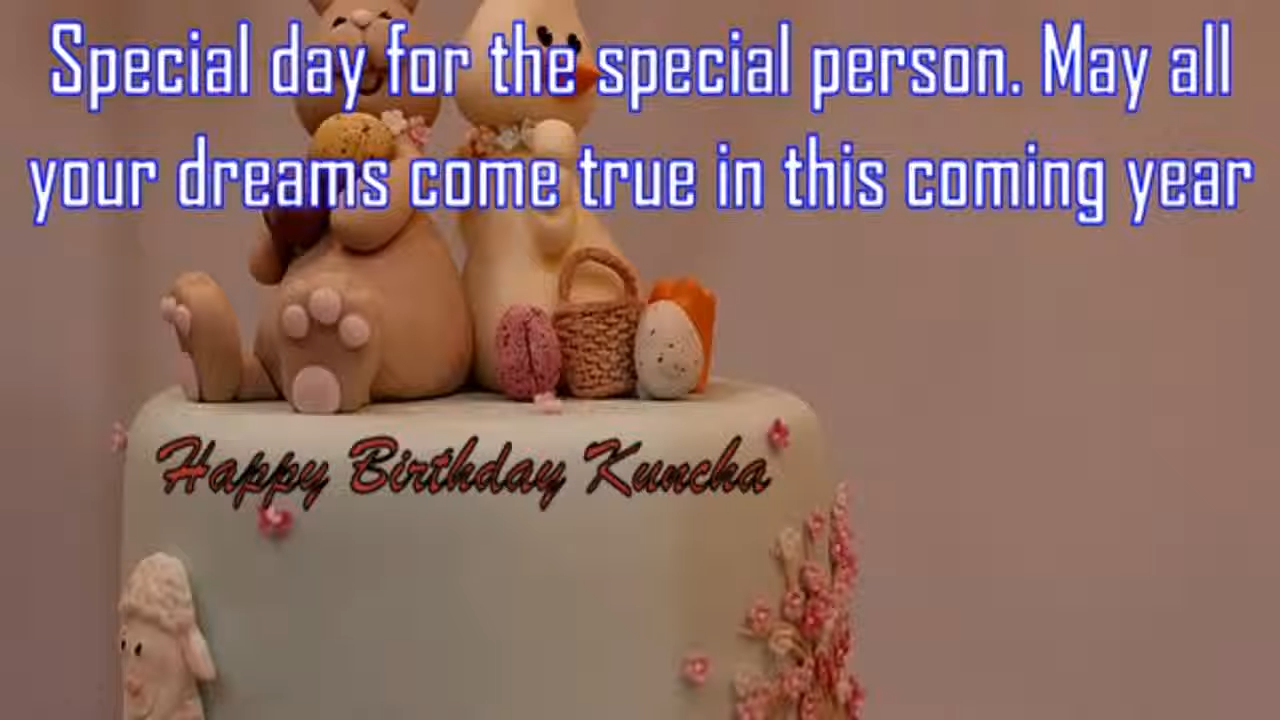 Special day for the special person. May all
your dreams come true in this coming year
Happy Birthday Kuncha